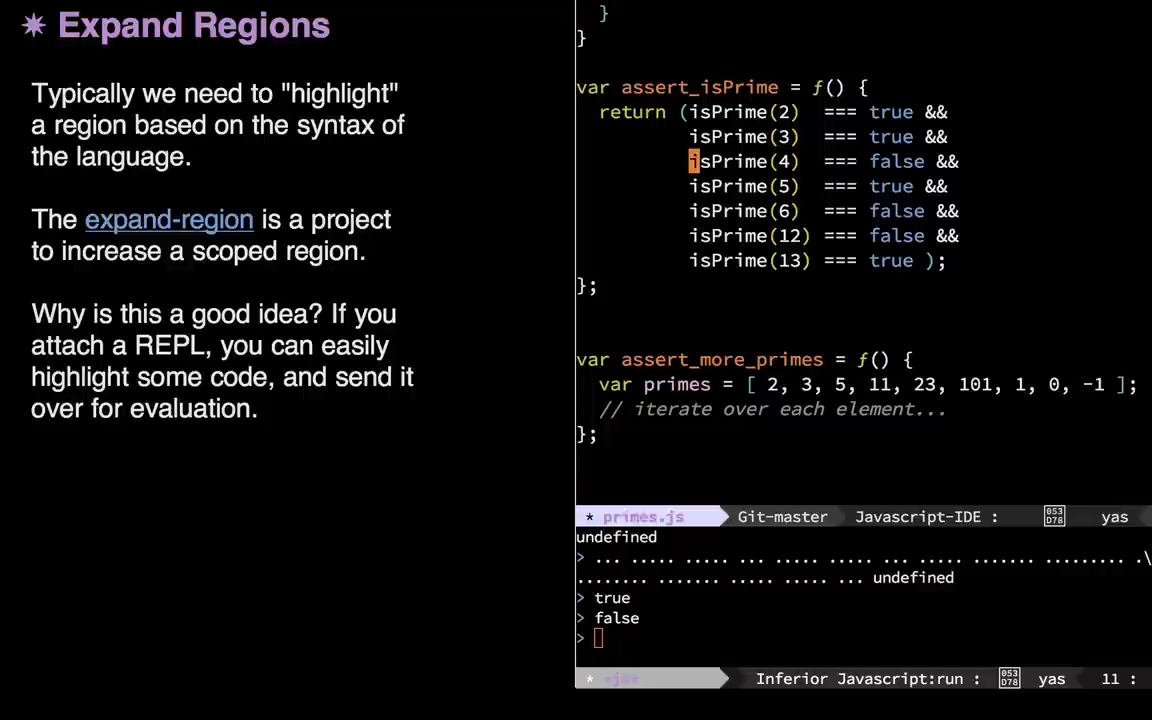 ✷ Expand Regions
Typically we need to "highlight"
a region based on the syntax of
the language.
The expand-region is a project
to increase a scoped region.
Why is this a good idea? If you
attach a REPL, you can easily
highlight some code, and send it
over for evaluation.
}
}
var assert_isPrime = ƒ() {
return (isPrime(2) === true &&
isPrime(3) === true &&
isPrime(4) === false &&
isPrime(5) === true &&
isPrime(6) === false &&
isPrime(12) === false &&
isPrime(13) === true );
};
var assert_more_primes = ƒ() {
var primes = [ 2, 3, 5, 11, 23, 101, 1, 0, -1 ];
// iterate over each element...
};
* primes.js Git-master Javascript-IDE : 053D78 yas
undefined
> ... ..... ..... ... ..... ..... ... ..... ....... ......... .\
........ ....... ..... ..... ... undefined
> true
> false
>
* Inferior Javascript:run : 053D78 yas 11 :